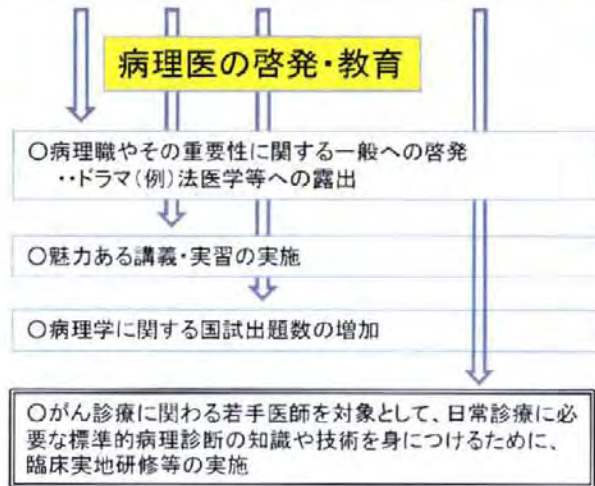 病理医の啓発・教育
〇病理職やその重要性に関する一般への啓発
・・ドラマ(例)法医学等への露出
〇魅力ある講義・実習の実施
〇病理学に関する国試出題数の増加
〇がん診療に関わる若手医師を対象として、日常診療に必
要な標準的病理診断の知識や技術を身につけるために、
臨床実地研修等の実施